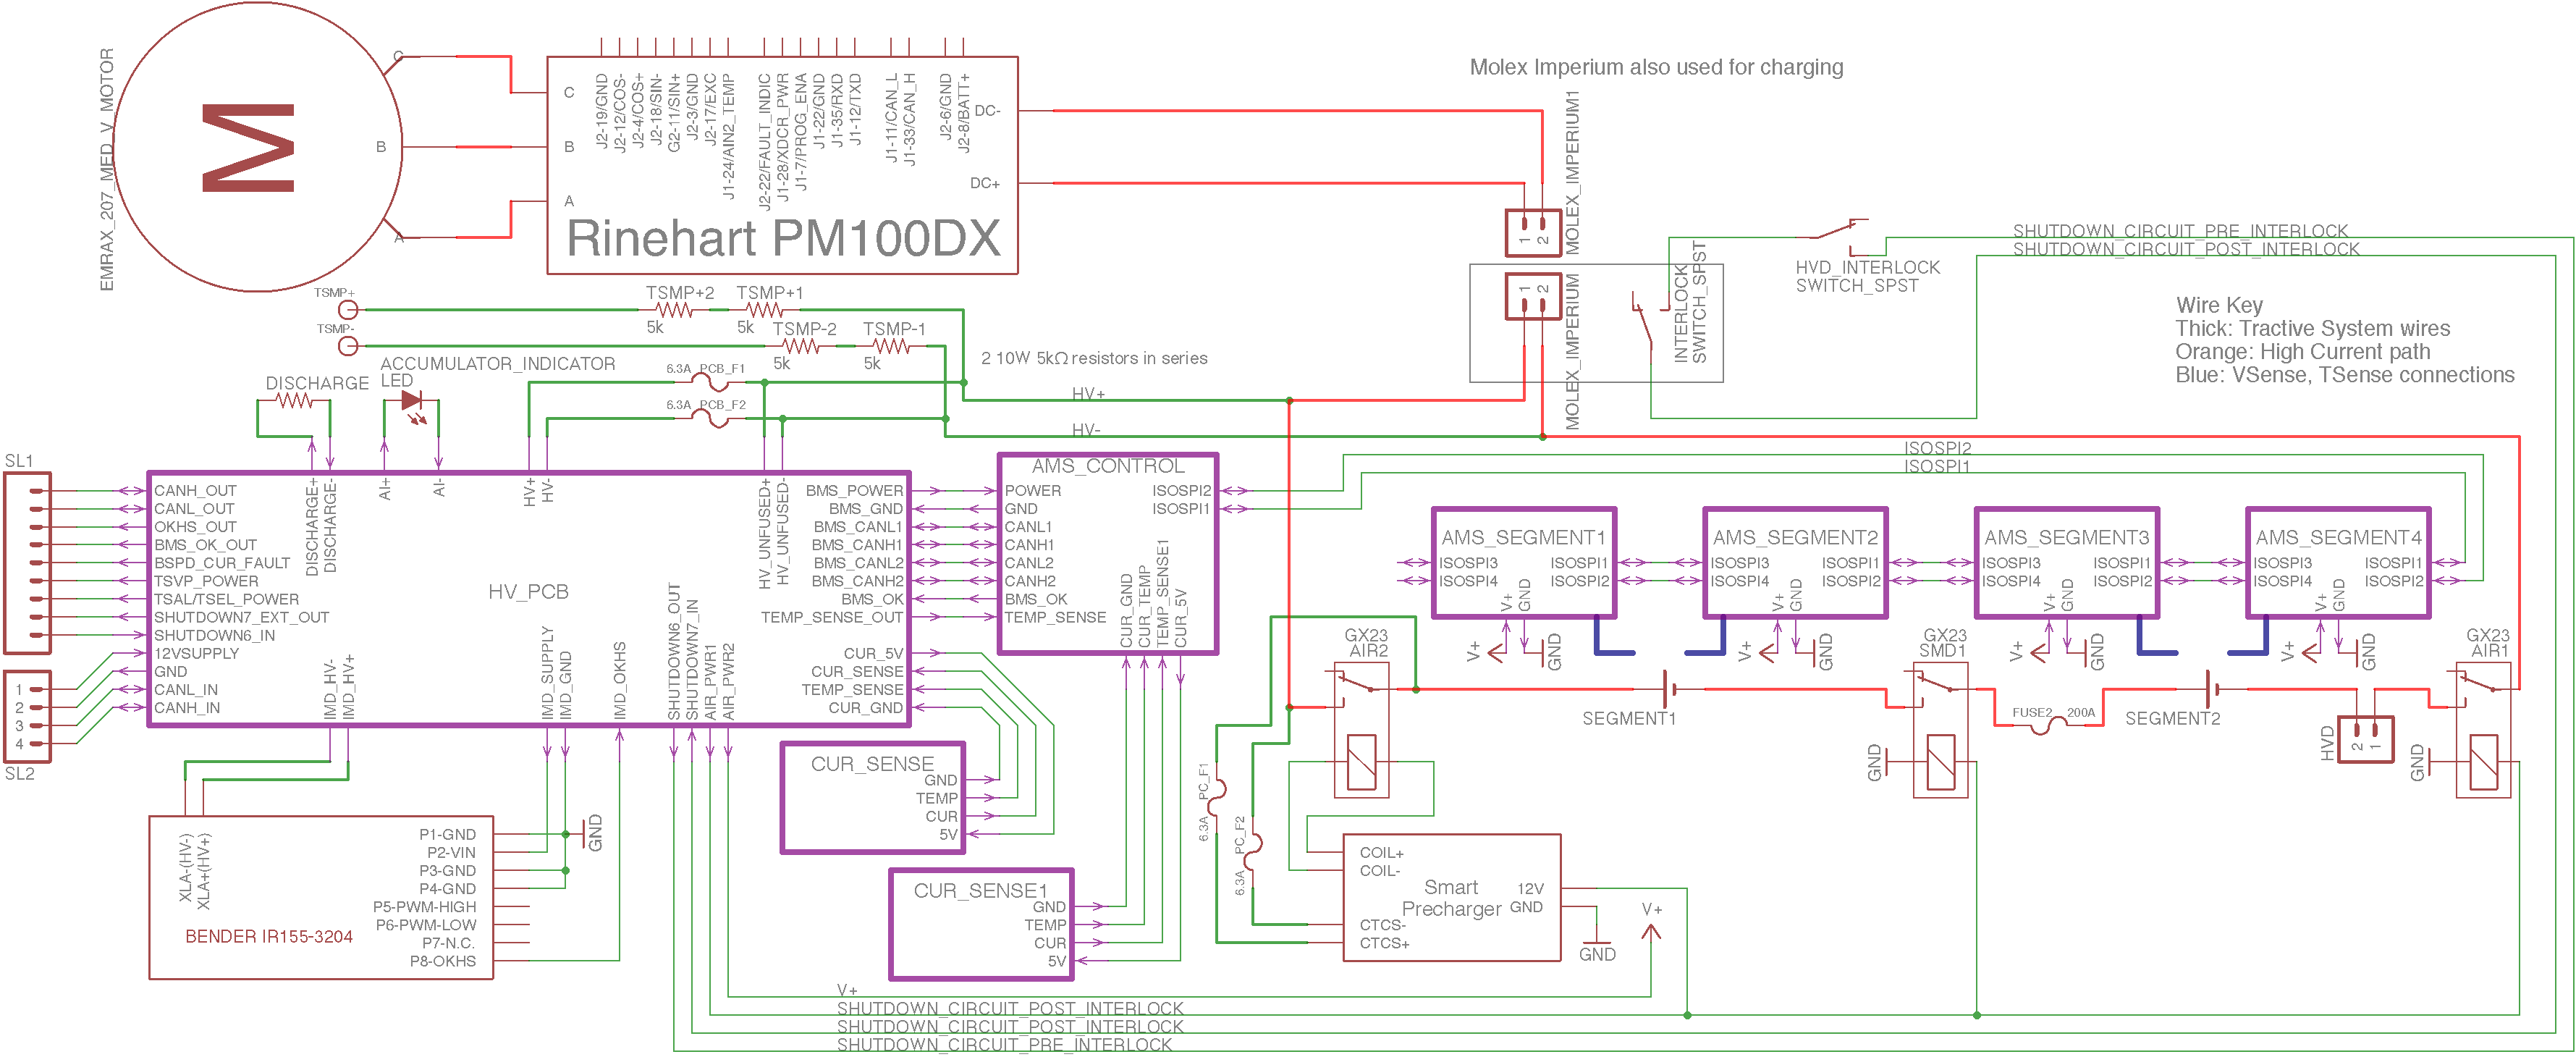 EMRAX_207_MED_V_MOTOR
M
C
B
A
C
B
A
J2-19/GND
J2-12/COS-
J2-4/COS+
J2-18/SIN-
G2-11/SIN+
J2-3/GND
J2-17/EXC
J1-24/AIN2_TEMP
J2-22/FAULT_INDIC
J1-28/XDCR_PWR
J1-7/PROG_ENA
J1-22/GND
J1-35/RXD
J1-12/TXD
J1-11/CAN_L
J1-33/CAN_H
J2-6/GND
J2-8/BATT+
DC-
DC+
Rinehart PM100DX
Molex Imperium also used for charging
MOLEX_IMPERIUM1
1
2
MOLEX_IMPERIUM
1
2
INTERLOCK
SWITCH_SPST
HVD_INTERLOCK
SWITCH_SPST
SHUTDOWN_CIRCUIT_PRE_INTERLOCK
SHUTDOWN_CIRCUIT_POST_INTERLOCK
Wire Key
Thick: Tractive System wires
Orange: High Current path
Blue: VSense, TSense connections
TSMP+
TSMP-
TSMP+2
TSMP+1
5k
5k
TSMP-2
TSMP-1
5k
5k
2 10W 5kΩ resistors in series
ACCUMULATOR_INDICATOR
LED
DISCHARGE
6.3A PCB_F1
6.3A PCB_F2
HV+
HV-
ISOSPI2
ISOSPI1
SL1
SL2
1
2
3
4
HV_PCB
CANH_OUT
CANL_OUT
OKHS_OUT
BMS_OK_OUT
BSPD_CUR_FAULT
TSVP_POWER
TSAL/TSEL_POWER
SHUTDOWN7_EXT_OUT
SHUTDOWN6_IN
12VSUPPLY
GND
CANL_IN
CANH_IN
DISCHARGE+
DISCHARGE-
AI+
AI-
HV+
HV-
HV_UNFUSED+
HV_UNFUSED-
BMS_POWER
BMS_GND
BMS_CANL1
BMS_CANH1
BMS_CANL2
BMS_CANH2
BMS_OK
TEMP_SENSE_OUT
CUR_5V
CUR_SENSE
TEMP_SENSE
CUR_GND
IMD_HV-
IMD_HV+
IMD_SUPPLY
IMD_GND
IMD_OKHS
SHUTDOWN6_OUT
SHUTDOWN7_IN
AIR_PWR1
AIR_PWR2
AMS_CONTROL
POWER
GND
CANL1
CANH1
CANL2
CANH2
BMS_OK
TEMP_SENSE
ISOSPI2
ISOSPI1
CUR_GND
CUR_TEMP
TEMP_SENSE1
CUR_5V
AMS_SEGMENT1
ISOSPI3
ISOSPI4
ISOSPI1
ISOSPI2
V+
GND
V+
GND
AMS_SEGMENT2
ISOSPI3
ISOSPI4
ISOSPI1
ISOSPI2
V+
GND
V+
GND
AMS_SEGMENT3
ISOSPI3
ISOSPI4
ISOSPI1
ISOSPI2
V+
GND
V+
GND
AMS_SEGMENT4
ISOSPI3
ISOSPI4
ISOSPI1
ISOSPI2
V+
GND
V+
GND
GX23
AIR2
SEGMENT1
GX23
SMD1
GND
FUSE2
200A
SEGMENT2
HVD
2
1
GX23
AIR1
GND
CUR_SENSE
GND
TEMP
CUR
5V
CUR_SENSE1
GND
TEMP
CUR
5V
PC_F1
6.3A
PC_F2
6.3A
COIL+
COIL-
CTCS-
CTCS+
Smart
Precharger
12V
GND
GND
V+
XLA-(HV-)
XLA+(HV+)
BENDER IR155-3204
P1-GND
P2-VIN
P3-GND
P4-GND
P5-PWM-HIGH
P6-PWM-LOW
P7-N.C.
P8-OKHS
GND
V+
SHUTDOWN_CIRCUIT_POST_INTERLOCK
SHUTDOWN_CIRCUIT_POST_INTERLOCK
SHUTDOWN_CIRCUIT_PRE_INTERLOCK